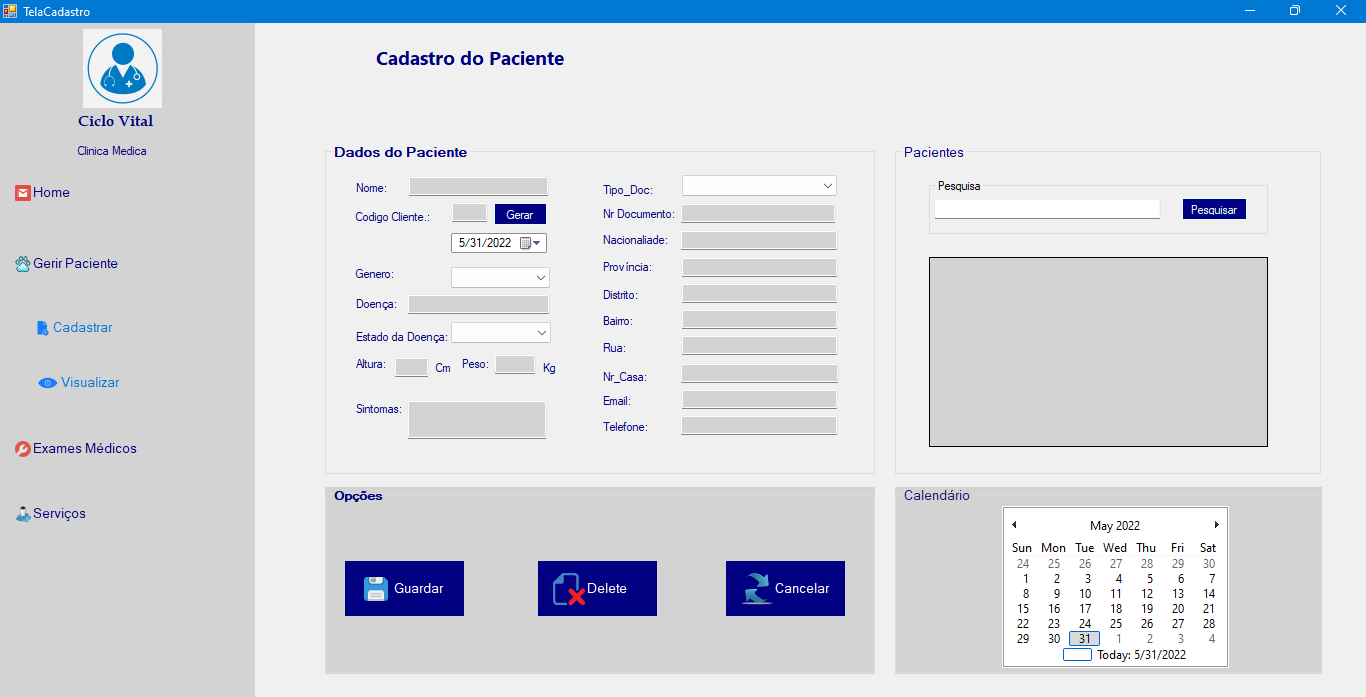 TelaCadastro
Ciclo Vital
Clinica Medica
Home
Gerir Paciente
Cadastrar
Visualizar
Exames Médicos
Serviços
Cadastro do Paciente
Dados do Paciente
Nome:
Codigo Cliente.:
Gerar
5/31/2022
Genero:
Doença:
Estado da Doença:
Altura: Cm Peso: Kg
Sintomas:
Tipo_Doc:
Nr Documento:
Nacionaliade:
Província:
Distrito:
Bairro:
Rua:
Nr_Casa:
Email:
Telefone:
Pacientes
Pesquisa
Pesquisar
Opções
Guardar
Delete
Cancelar
Calendário
May 2022
Sun Mon Tue Wed Thu Fri Sat
24 25 26 27 28 29 30
1 2 3 4 5 6 7
8 9 10 11 12 13 14
15 16 17 18 19 20 21
22 23 24 25 26 27 28
29 30 31 1 2 3 4
Today: 5/31/2022